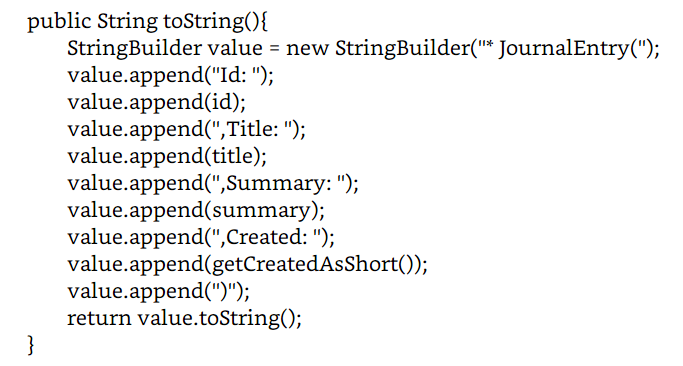 public String toString(){
StringBuilder value = new StringBuilder("* JournalEntry(");
value.append("Id: ");
value.append(id);
value.append(",Title: ");
value.append(title);
value.append(",Summary: ");
value.append(summary);
value.append(",Created: ");
value.append(getCreatedAsShort());
value.append(")");
return value.toString();
}